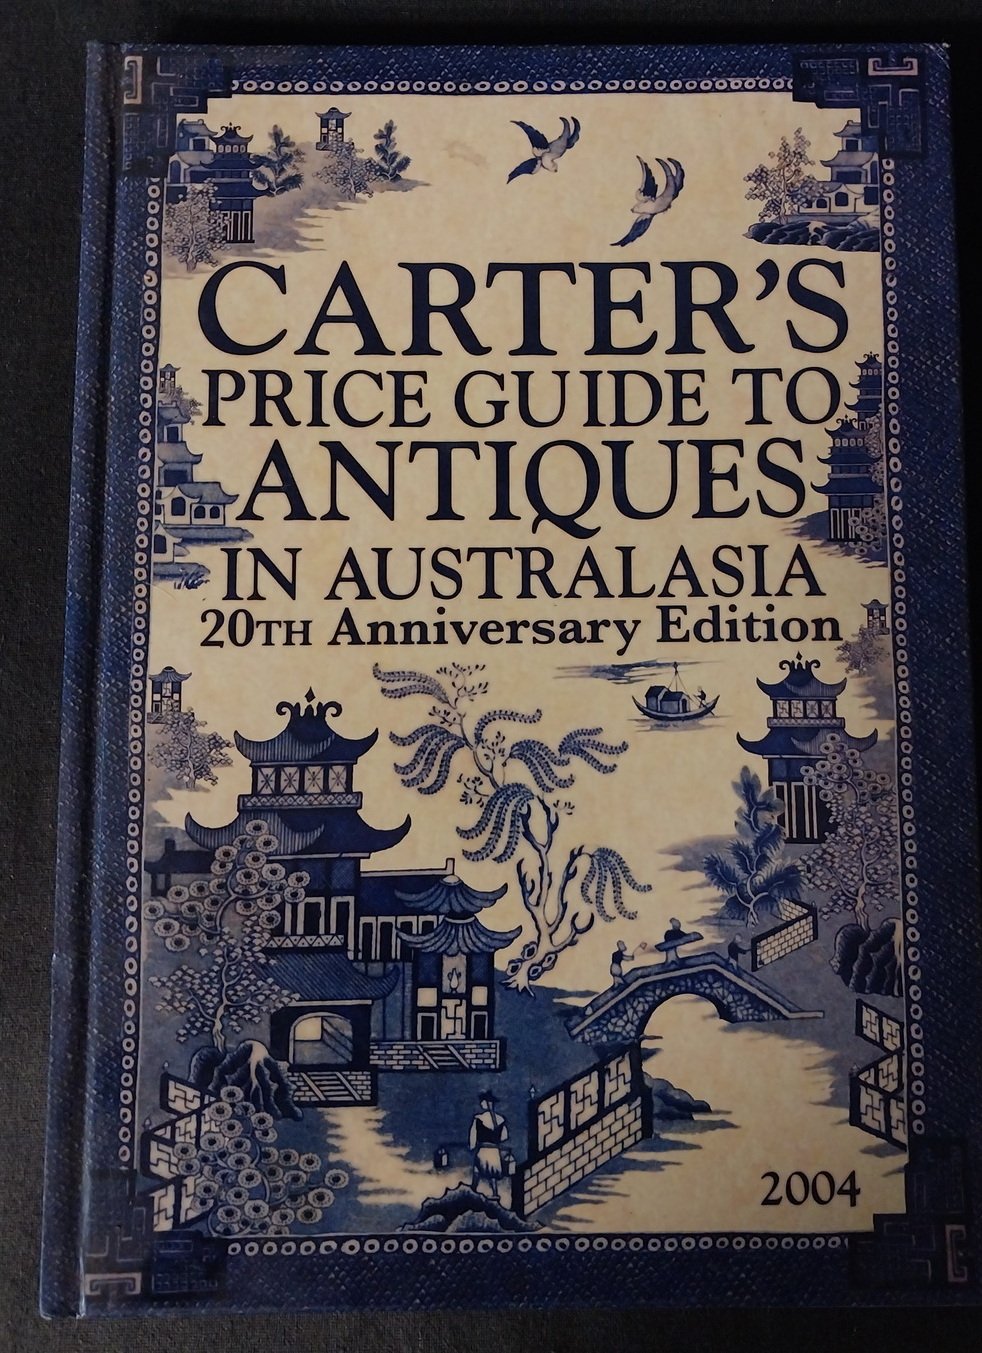 CARTER'S
PRICE GUIDE TO
ANTIQUES
IN AUSTRALASIA
20TH Anniversary Edition
2004